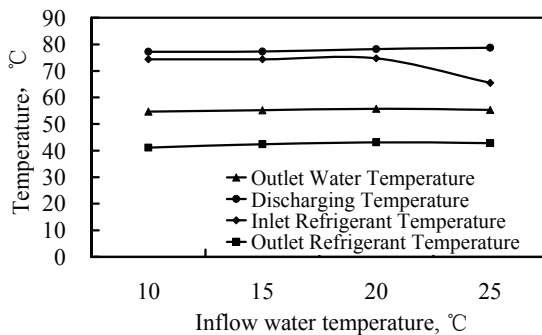 90
80
70
60
50
40
30
20
10
0
Temperature, ℃
Outlet Water Temperature
Discharging Temperature
Inlet Refrigerant Temperature
Outlet Refrigerant Temperature
10 15 20 25
Inflow water temperature, ℃